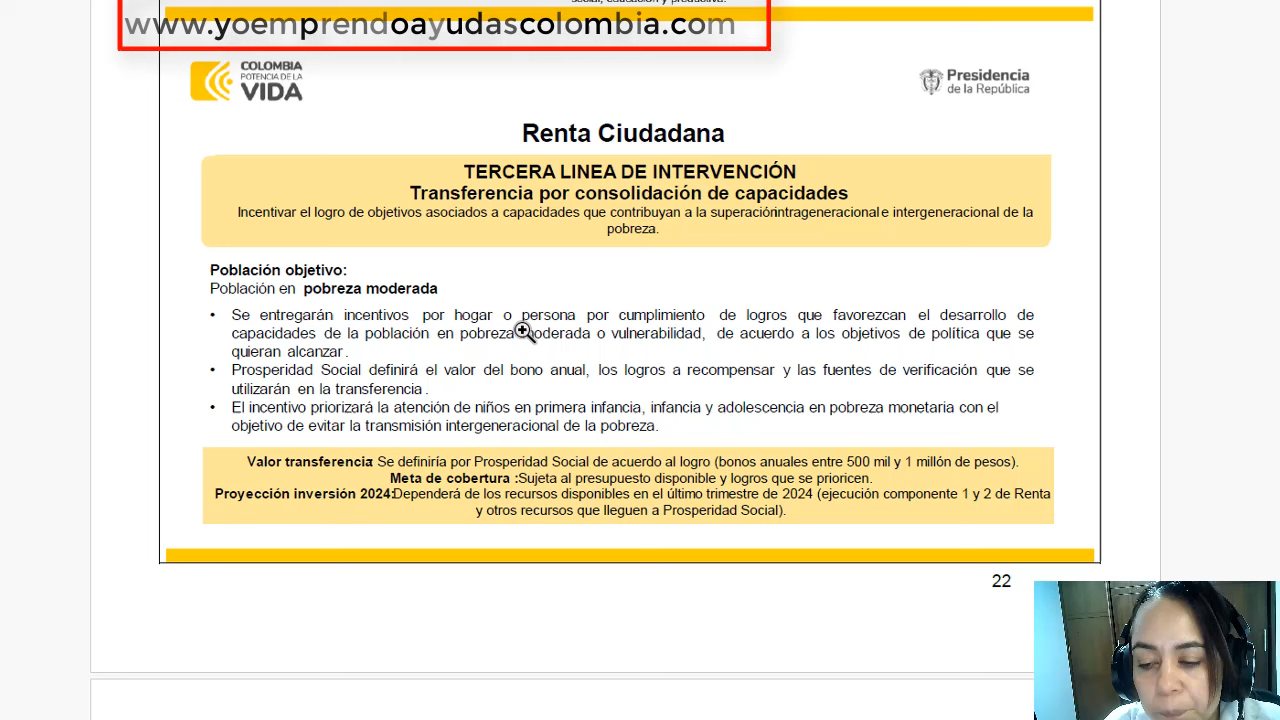 social, educación y productiva.
www.yoemprendoayudascolombia.com
COLOMBIA
POTENCIA DE LA
VIDA
Presidencia
de la República
Renta Ciudadana
TERCERA LINEA DE INTERVENCIÓN
Transferencia por consolidación de capacidades
Incentivar el logro de objetivos asociados a capacidades que contribuyan a la superación intrageneracional e intergeneracional de la
pobreza.
Población objetivo:
Población en pobreza moderada
• Se entregarán incentivos por hogar o persona por cumplimiento de logros que favorezcan el desarrollo de
capacidades de la población en pobreza moderada o vulnerabilidad, de acuerdo a los objetivos de política que se
quieran alcanzar.
• Prosperidad Social definirá el valor del bono anual, los logros a recompensar y las fuentes de verificación que se
utilizarán en la transferencia.
• El incentivo priorizará la atención de niños en primera infancia, infancia y adolescencia en pobreza monetaria con el
objetivo de evitar la transmisión intergeneracional de la pobreza.
Valor transferencia: Se definiría por Prosperidad Social de acuerdo al logro (bonos anuales entre 500 mil y 1 millón de pesos).
Meta de cobertura :Sujeta al presupuesto disponible y logros que se prioricen.
Proyección inversión 2024:Dependerá de los recursos disponibles en el último trimestre de 2024 (ejecución componente 1 y 2 de Renta
y otros recursos que lleguen a Prosperidad Social).
22